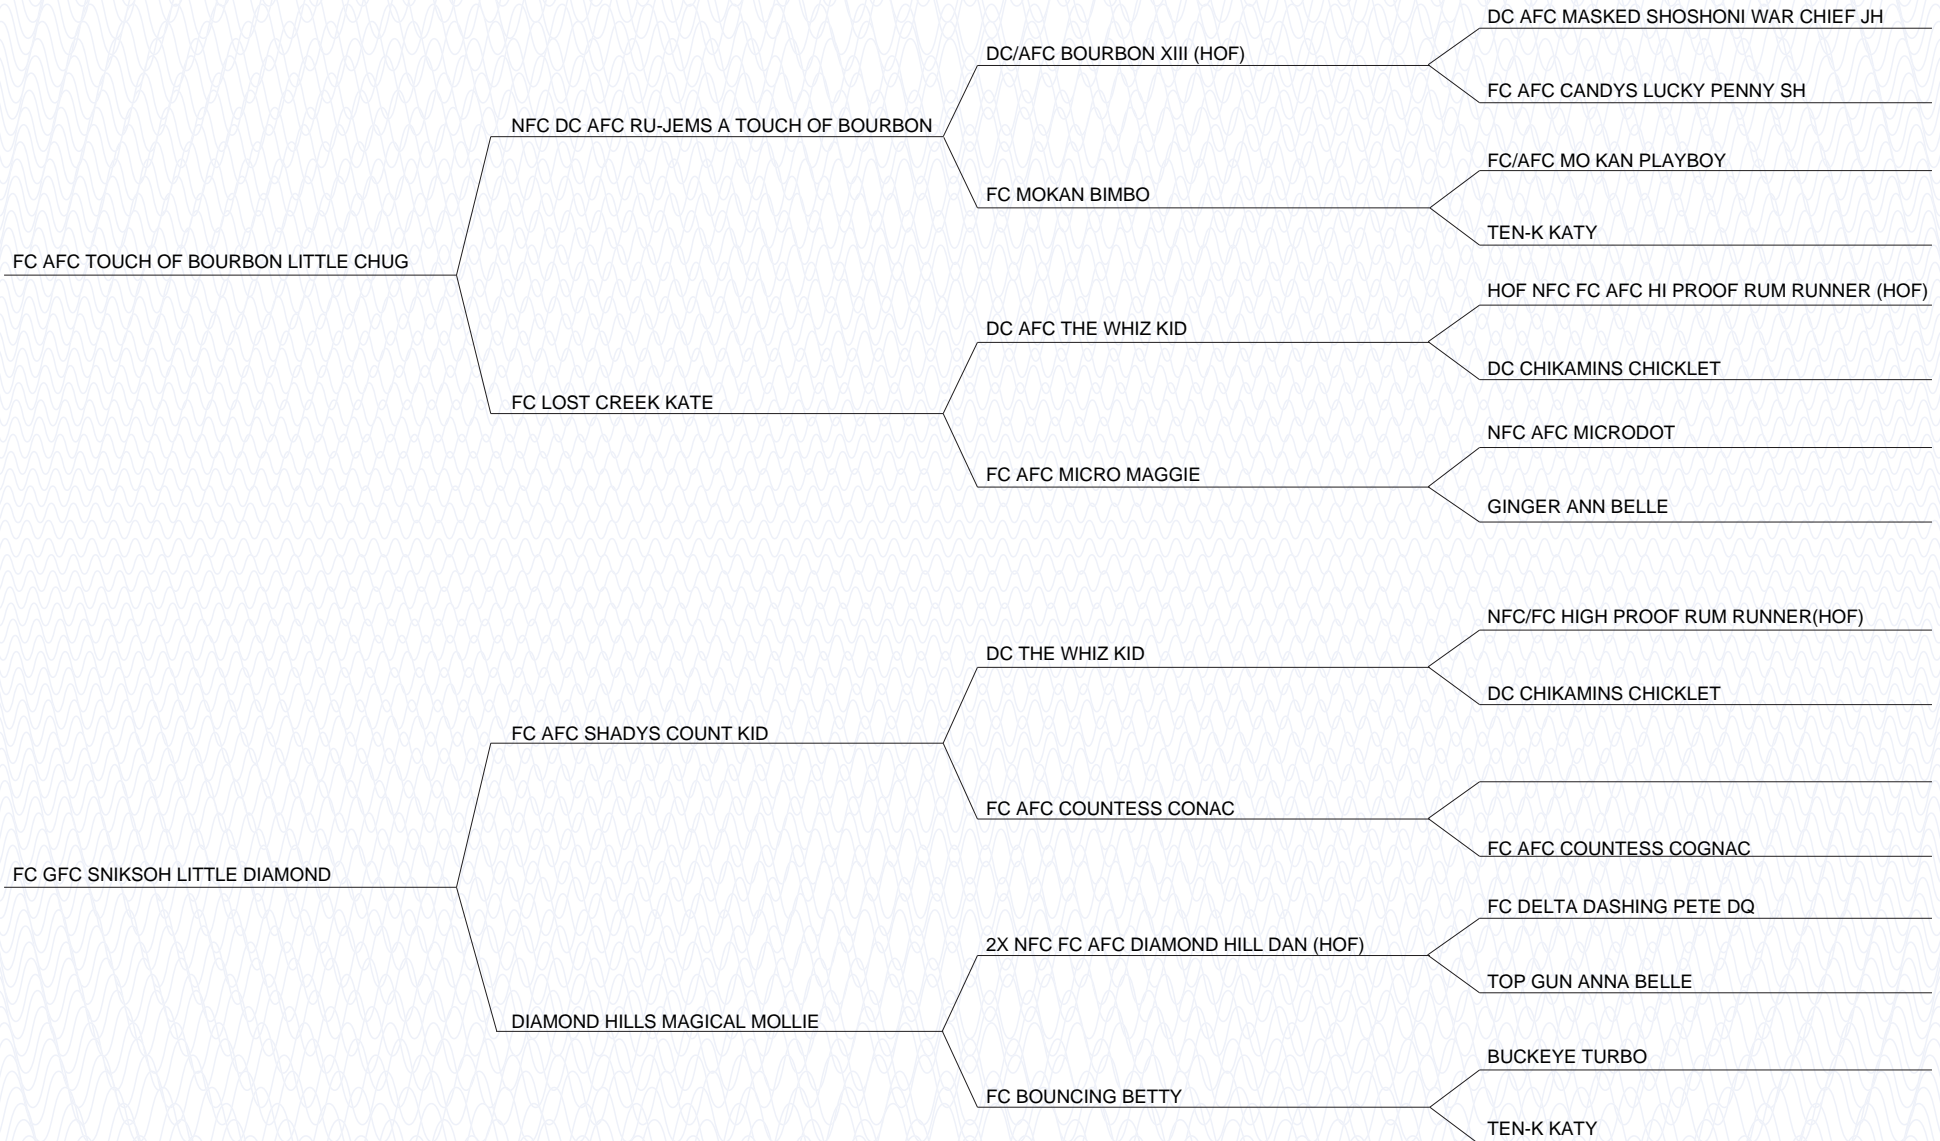 DC AFC MASKED SHOSHONI WAR CHIEF JH
DC/AFC BOURBON XIII (HOF)
FC AFC CANDYS LUCKY PENNY SH
NFC DC AFC RU-JEMS A TOUCH OF BOURBON
FC/AFC MO KAN PLAYBOY
FC MOKAN BIMBO
TEN-K KATY
FC AFC TOUCH OF BOURBON LITTLE CHUG
HOF NFC FC AFC HI PROOF RUM RUNNER (HOF)
DC AFC THE WHIZ KID
DC CHIKAMINS CHICKLET
FC LOST CREEK KATE
NFC AFC MICRODOT
FC AFC MICRO MAGGIE
GINGER ANN BELLE
NFC/FC HIGH PROOF RUM RUNNER(HOF)
DC THE WHIZ KID
DC CHIKAMINS CHICKLET
FC AFC SHADYS COUNT KID
FC AFC COUNTESS CONAC
FC AFC COUNTESS COGNAC
FC GFC SNIKSOH LITTLE DIAMOND
FC DELTA DASHING PETE DQ
2X NFC FC AFC DIAMOND HILL DAN (HOF)
TOP GUN ANNA BELLE
DIAMOND HILLS MAGICAL MOLLIE
BUCKEYE TURBO
FC BOUNCING BETTY
TEN-K KATY